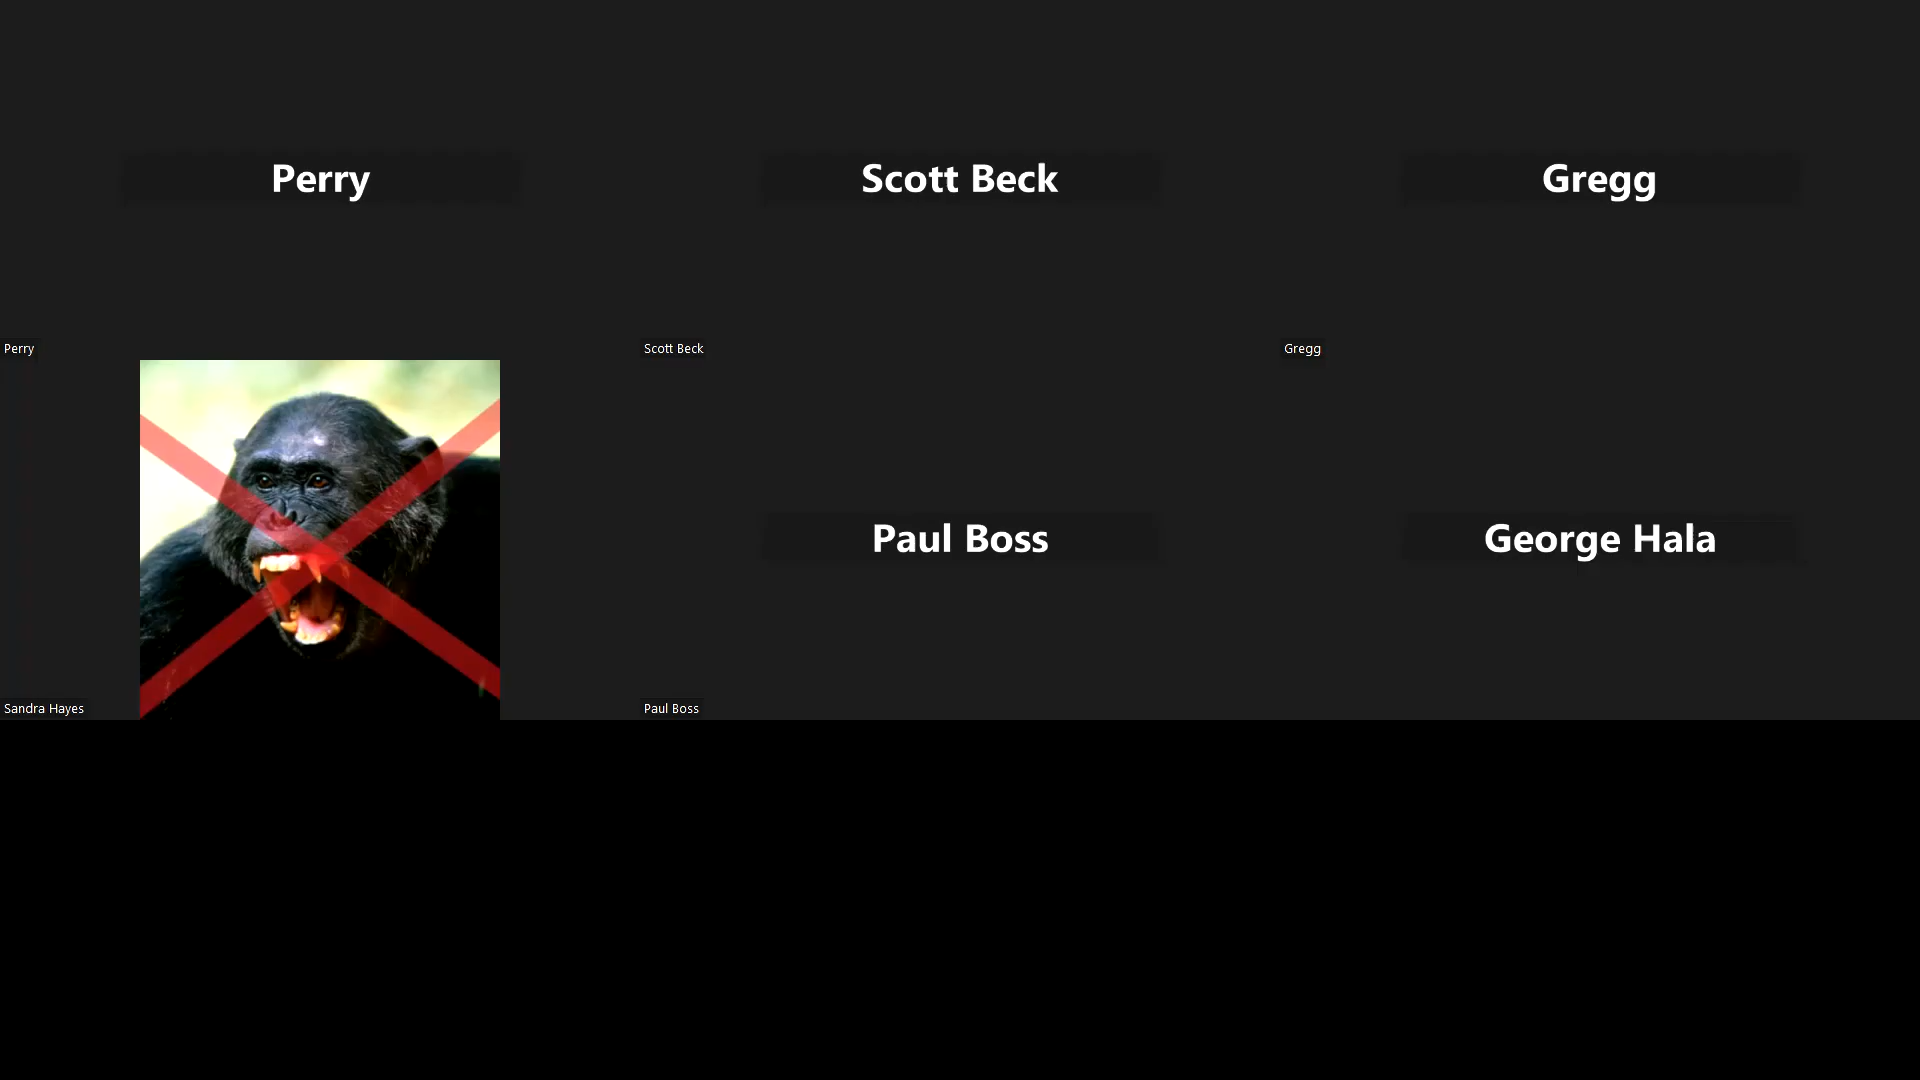 Perry
Scott Beck
Gregg
Perry
Scott Beck
Gregg
Paul Boss
George Hala
Sandra Hayes
Paul Boss